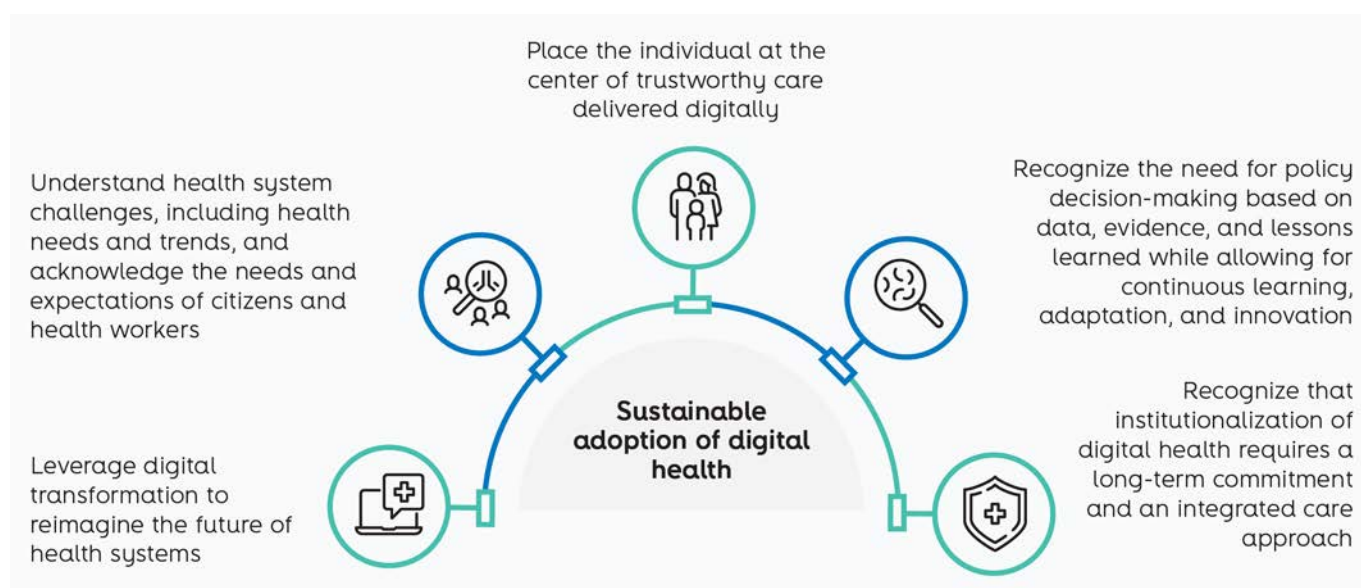 Place the individual at the
center of trustworthy care
delivered digitally
Understand health system
challenges, including health
needs and trends, and
acknowledge the needs and
expectations of citizens and
health workers
Recognize the need for policy
decision-making based on
data, evidence, and lessons
learned while allowing for
continuous learning,
adaptation, and innovation
Leverage digital
transformation to
reimagine the future of
health systems
Sustainable
adoption of digital
health
Recognize that
institutionalization of
digital health requires a
long-term commitment
and an integrated care
approach